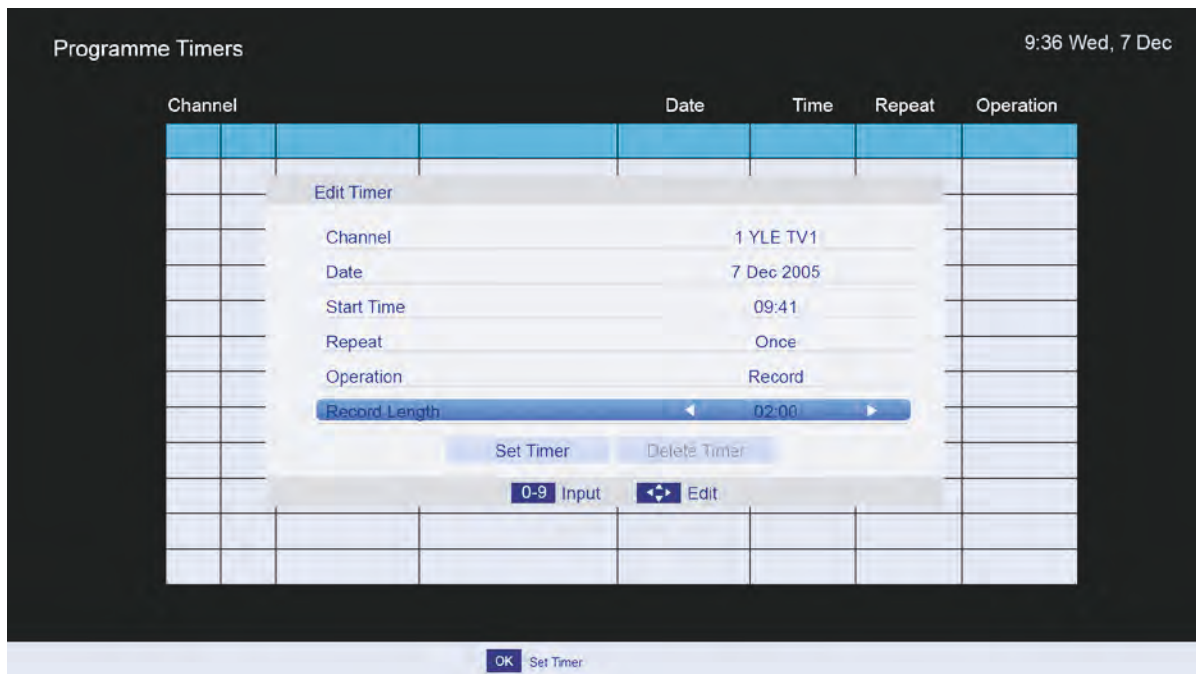 Programme Timers 9:36 Wed, 7 Dec
Channel Date Time Repeat Operation
Edit Timer
Channel 1 YLE TV1
Date 7 Dec 2005
Start Time 09:41
Repeat Once
Operation Record
Record Length 02:00
Set Timer Delete Timer
0-9 Input Edit
OK Set Timer